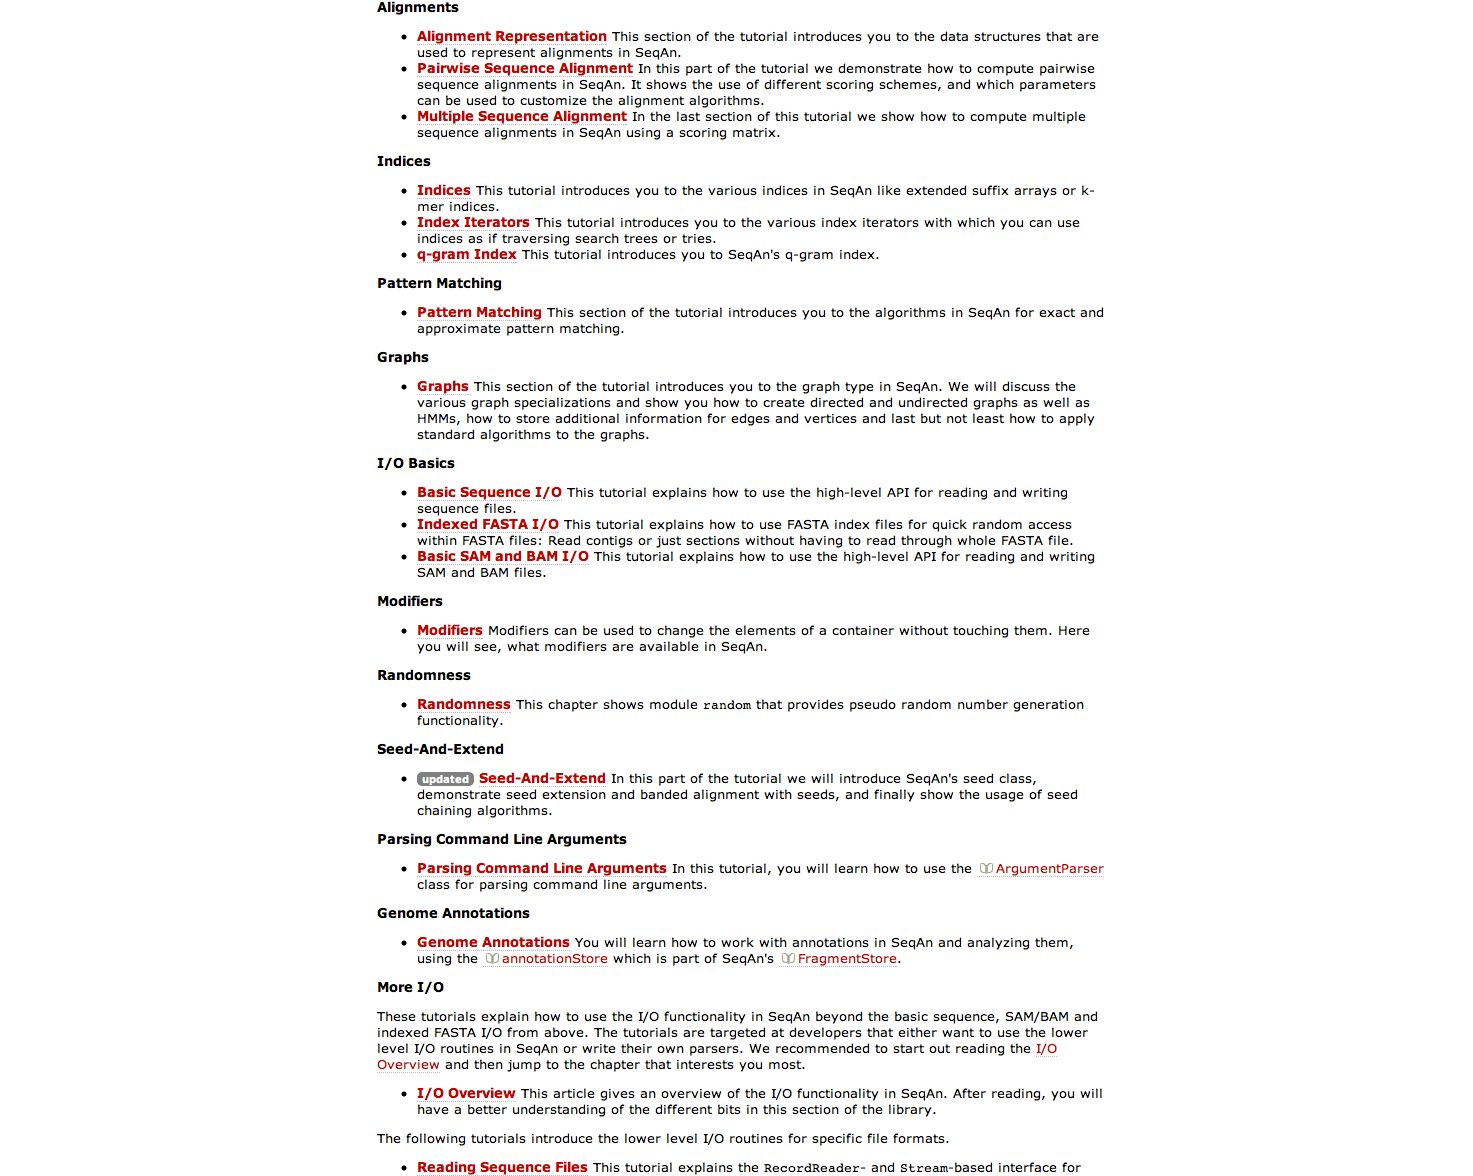 Alignments
Alignment Representation This section of the tutorial introduces you to the data structures that are
used to represent alignments in SeqAn.
Pairwise Sequence Alignment In this part of the tutorial we demonstrate how to compute pairwise
sequence alignments in SeqAn. It shows the use of different scoring schemes, and which parameters
can be used to customize the alignment algorithms.
Multiple Sequence Alignment In the last section of this tutorial we show how to compute multiple
sequence alignments in SeqAn using a scoring matrix.
Indices
Indices This tutorial introduces you to the various indices in SeqAn like extended suffix arrays or k-
mer indices.
Index Iterators This tutorial introduces you to the various index iterators with which you can use
indices as if traversing search trees or tries.
q-gram Index This tutorial introduces you to SeqAn's q-gram index.
Pattern Matching
Pattern Matching This section of the tutorial introduces you to the algorithms in SeqAn for exact and
approximate pattern matching.
Graphs
Graphs This section of the tutorial introduces you to the graph type in SeqAn. We will discuss the
various graph specializations and show you how to create directed and undirected graphs as well as
HMMs, how to store additional information for edges and vertices and last but not least how to apply
standard algorithms to the graphs.
I/O Basics
Basic Sequence I/O This tutorial explains how to use the high-level API for reading and writing
sequence files.
Indexed FASTA I/O This tutorial explains how to use FASTA index files for quick random access
within FASTA files: Read contigs or just sections without having to read through whole FASTA file.
Basic SAM and BAM I/O This tutorial explains how to use the high-level API for reading and writing
SAM and BAM files.
Modifiers
Modifiers Modifiers can be used to change the elements of a container without touching them. Here
you will see, what modifiers are available in SeqAn.
Randomness
Randomness This chapter shows module random that provides pseudo random number generation
functionality.
Seed-And-Extend
updated Seed-And-Extend In this part of the tutorial we will introduce SeqAn's seed class,
demonstrate seed extension and banded alignment with seeds, and finally show the usage of seed
chaining algorithms.
Parsing Command Line Arguments
Parsing Command Line Arguments In this tutorial, you will learn how to use the ArgumentParser
class for parsing command line arguments.
Genome Annotations
Genome Annotations You will learn how to work with annotations in SeqAn and analyzing them,
using the annotationStore which is part of SeqAn's FragmentStore.
More I/O
These tutorials explain how to use the I/O functionality in SeqAn beyond the basic sequence, SAM/BAM and
indexed FASTA I/O from above. The tutorials are targeted at developers that either want to use the lower
level I/O routines in SeqAn or write their own parsers. We recommended to start out reading the I/O
Overview and then jump to the chapter that interests you most.
I/O Overview This article gives an overview of the I/O functionality in SeqAn. After reading, you will
have a better understanding of the different bits in this section of the library.
The following tutorials introduce the lower level I/O routines for specific file formats.
Reading Sequence Files This tutorial explains the RecordReader- and Stream-based interface for